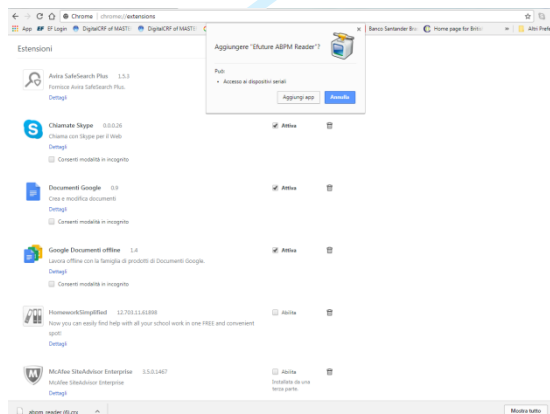 Chrome | chrome://extensions
App EF Login DigitalCRF of MASTE DigitalCRF of MASTE Banco Santander Bra Home page for Britis » Altri Prefe
Estensioni
Aggiungere "Efuture ABPM Reader"?
Può:
• Accesso ai dispositivi seriali
Aggiungi app Annulla
Avira SafeSearch Plus 1.5.3
Fornisce Avira SafeSearch Plus.
Dettagli
Chiamate Skype 0.0.0.26 Attiva
Chiama con Skype per il Web
Dettagli
Consenti modalità in incognito
Documenti Google 0.9 Attiva
Crea e modifica documenti
Dettagli
Consenti modalità in incognito
Google Documenti offline 1.4 Attiva
Lavora offline con la famiglia di prodotti di Documenti Google.
Dettagli
Consenti modalità in incognito
HomeworkSimplified 12.703.11.61898 Abilita
Now you can easily find help with all your school work in one FREE and convenient
spot!
Dettagli
McAfee SiteAdvisor Enterprise 3.5.0.1467 Abilita
McAfee SiteAdvisor Enterprise Installata da una
terza parte.
Dettagli
Mostra tutto